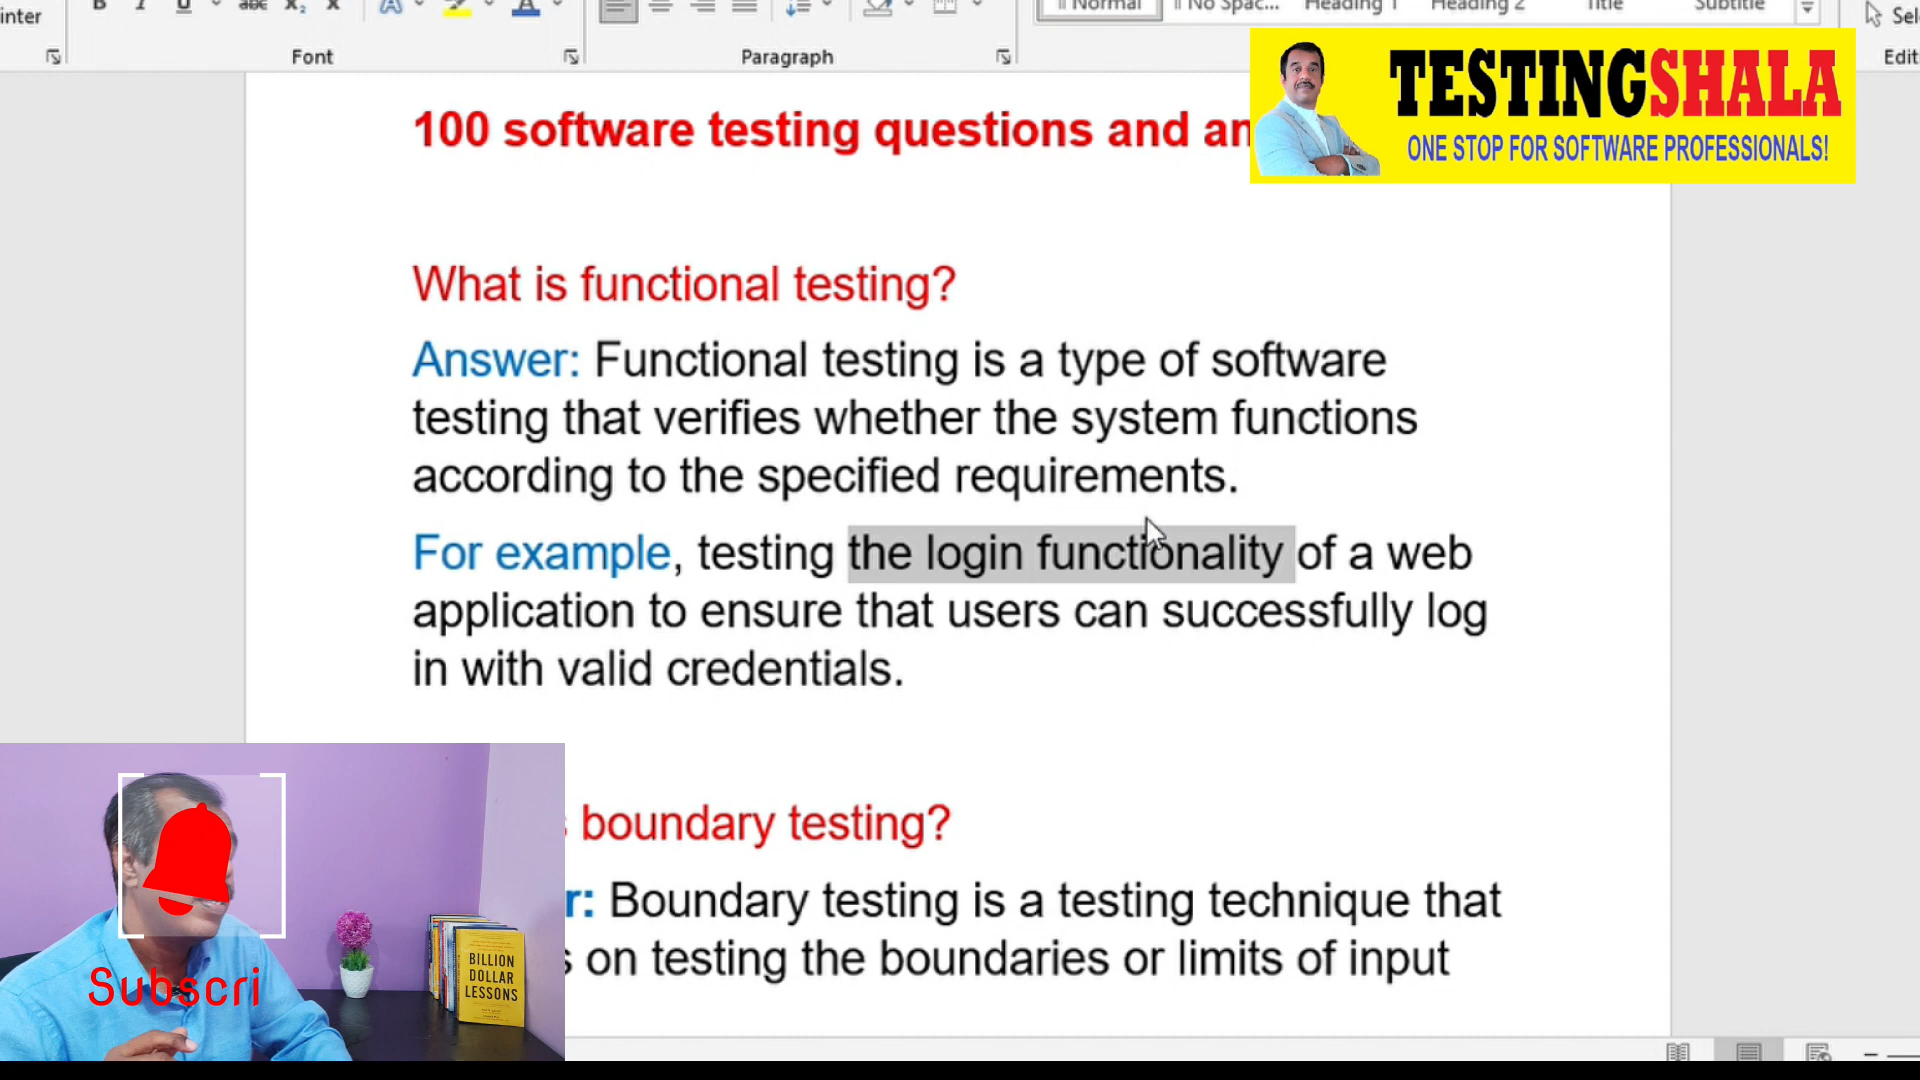 Font
Paragraph
Normal
No Spac...
Heading 1
Heading 2
Title
Subtitle
TESTINGSHALA
ONE STOP FOR SOFTWARE PROFESSIONALS!
100 software testing questions and an
What is functional testing?
Answer: Functional testing is a type of software
testing that verifies whether the system functions
according to the specified requirements.
For example, testing the login functionality of a web
application to ensure that users can successfully log
in with valid credentials.
boundary testing?
r: Boundary testing is a testing technique that
s on testing the boundaries or limits of input
BILLION
DOLLAR
LESSONS
Subscri